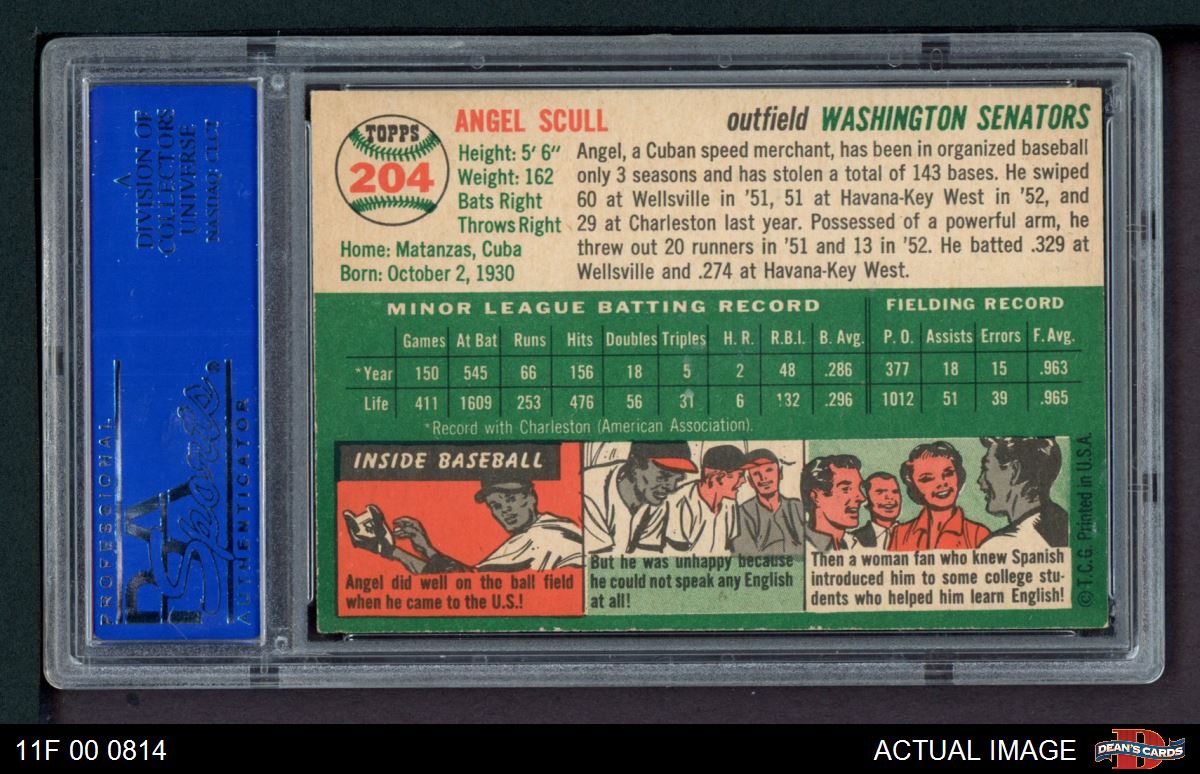 A
DIVISION OF
COLLECTORS
UNIVERSE
NASDAQ: CLCT
PROFESSIONAL
PSA
Sports®
AUTHENTICATOR
TOPPS
204
ANGEL SCULL
outfield WASHINGTON SENATORS
Height: 5' 6"
Weight: 162
Bats Right
Throws Right
Home: Matanzas, Cuba
Born: October 2, 1930
Angel, a Cuban speed merchant, has been in organized baseball
only 3 seasons and has stolen a total of 143 bases. He swiped
60 at Wellsville in '51, 51 at Havana-Key West in '52, and
29 at Charleston last year. Possessed of a powerful arm, he
threw out 20 runners in '51 and 13 in '52. He batted .329 at
Wellsville and .274 at Havana-Key West.
MINOR LEAGUE BATTING RECORD FIELDING RECORD
Games At Bat Runs Hits Doubles Triples H. R. R.B.I. B. Avg. P. O. Assists Errors F. Avg.
*Year 150 545 66 156 18 5 2 48 .286 377 18 15 .963
Life 411 1609 253 476 56 31 6 132 .296 1012 51 39 .965
*Record with Charleston (American Association).
INSIDE BASEBALL
Angel did well on the ball field
when he came to the U.S.!
But he was unhappy because
he could not speak any English
at all!
Then a woman fan who knew Spanish
introduced him to some college stu-
dents who helped him learn English!
© T.C.G. Printed in U.S.A.
11F 00 0814
ACTUAL IMAGE
D
DEAN'S CARDS